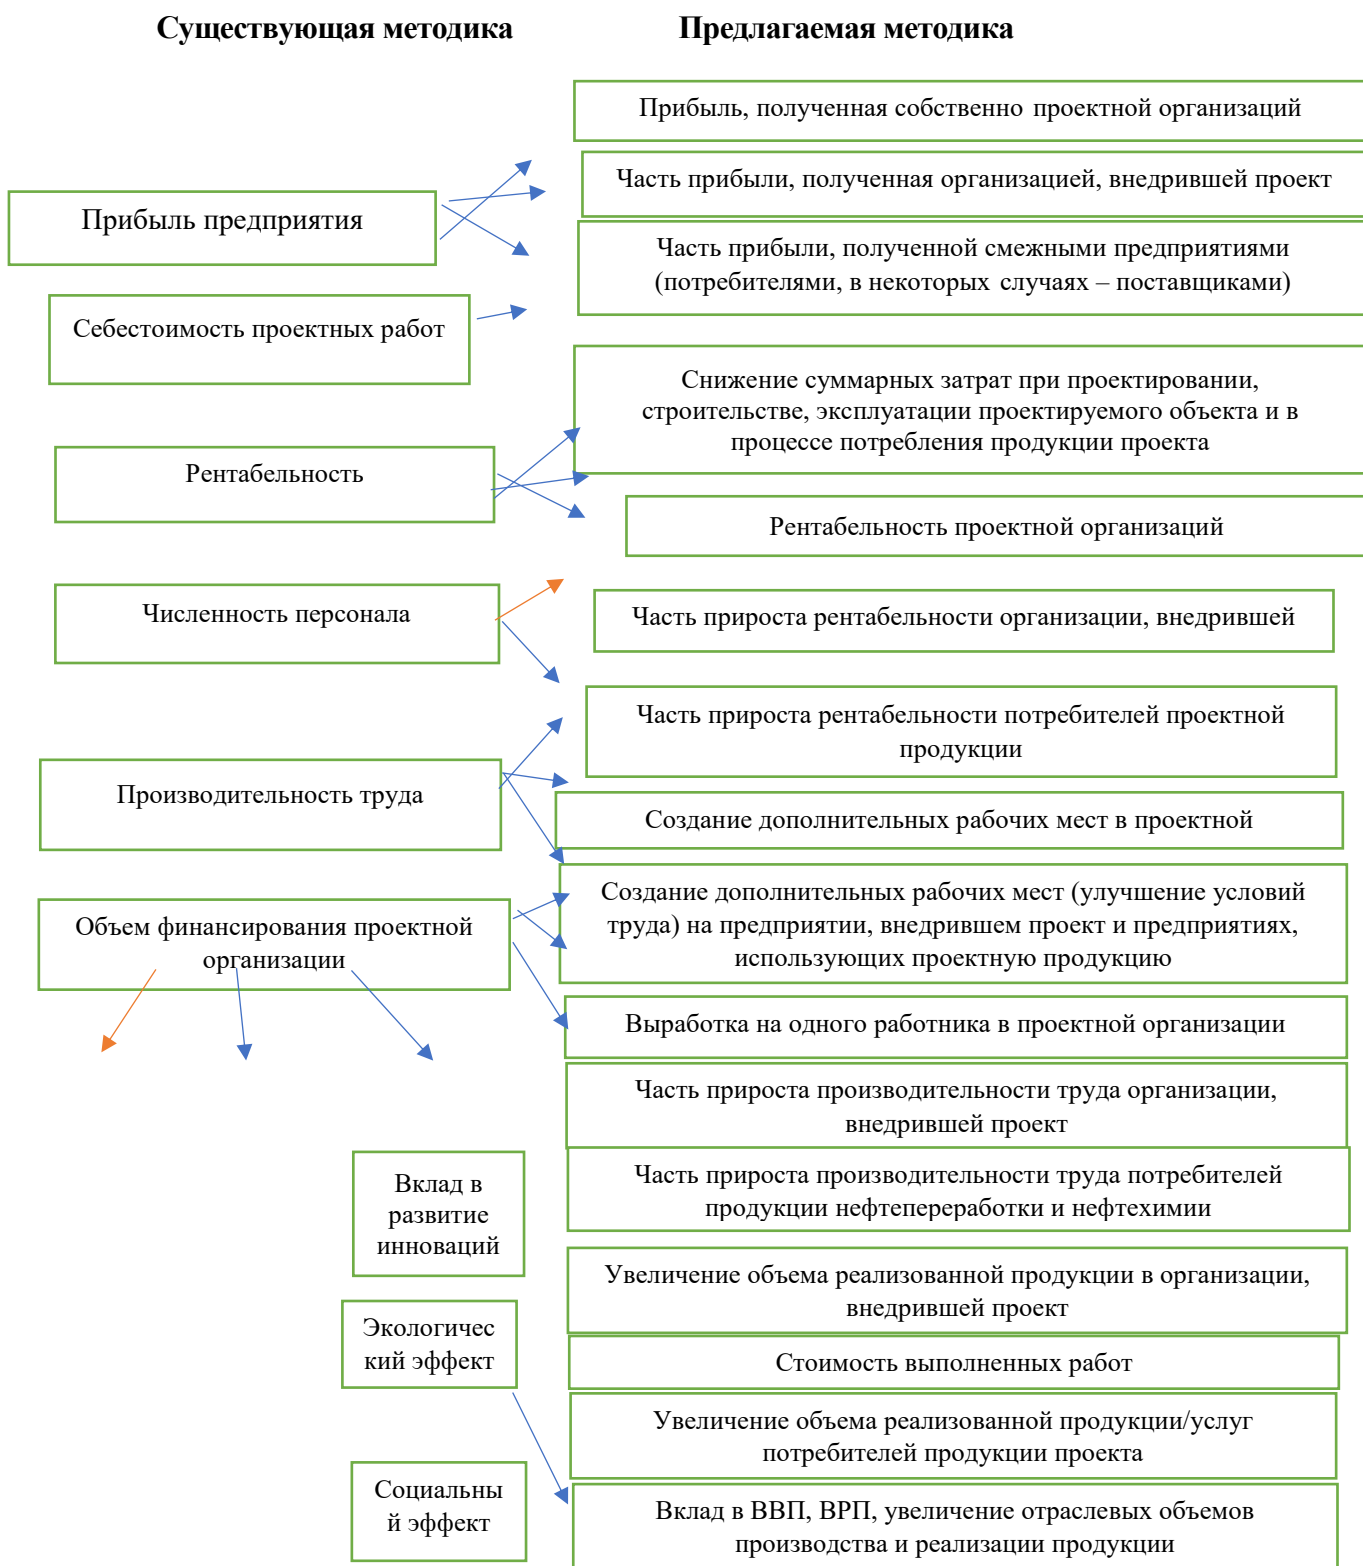 Существующая методика
Предлагаемая методика
Прибыль, полученная собственно проектной организаций
Часть прибыли, полученная организацией, внедрившей проект
Прибыль предприятия
Часть прибыли, полученной смежными предприятиями
(потребителями, в некоторых случаях – поставщиками)
Себестоимость проектных работ
Снижение суммарных затрат при проектировании,
строительстве, эксплуатации проектируемого объекта и в
процессе потребления продукции проекта
Рентабельность
Рентабельность проектной организаций
Численность персонала
Часть прироста рентабельности организации, внедрившей
Часть прироста рентабельности потребителей проектной
продукции
Производительность труда
Создание дополнительных рабочих мест в проектной
Объем финансирования проектной
организации
Создание дополнительных рабочих мест (улучшение условий
труда) на предприятии, внедрившем проект и предприятиях,
использующих проектную продукцию
Выработка на одного работника в проектной организации
Часть прироста производительности труда организации,
внедрившей проект
Вклад в
развитие
инноваций
Часть прироста производительности труда потребителей
продукции нефтепереработки и нефтехимии
Увеличение объема реализованной продукции в организации,
внедрившей проект
Экологичес
кий эффект
Стоимость выполненных работ
Увеличение объема реализованной продукции/услуг
потребителей продукции проекта
Социальны
й эффект
Вклад в ВВП, ВРП, увеличение отраслевых объемов
производства и реализации продукции